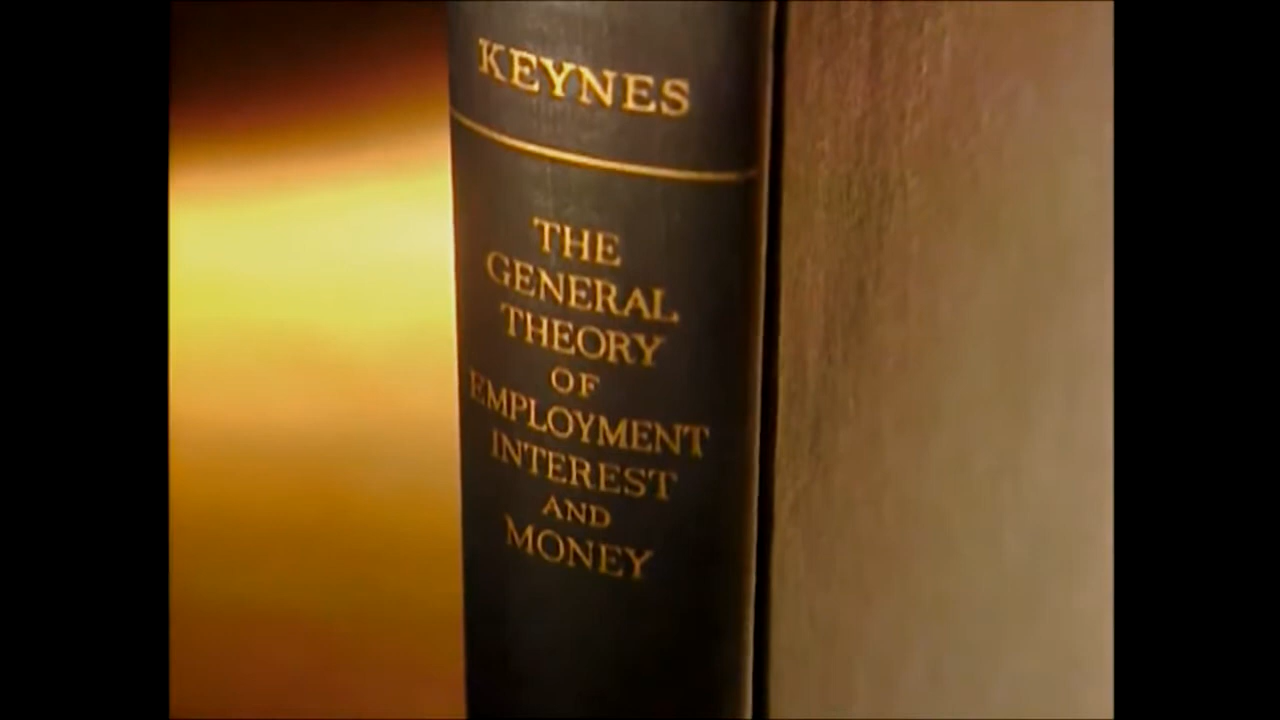 KEYNES
THE
GENERAL
THEORY
OF
EMPLOYMENT
INTEREST
AND
MONEY